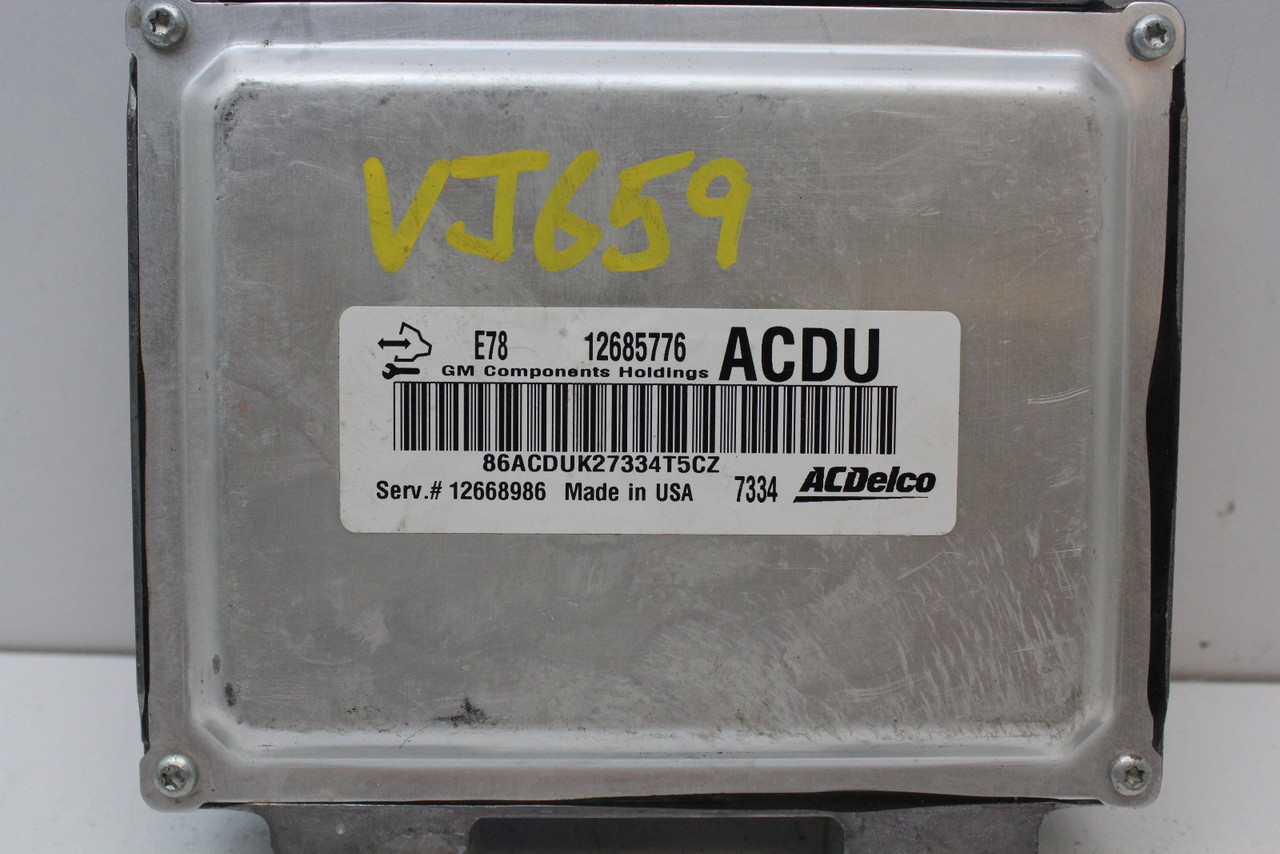 VJ659
E78 12685776 ACDU
GM Components Holdings
86ACDUK27334T5CZ
Serv.# 12668986 Made in USA 7334 ACDelco